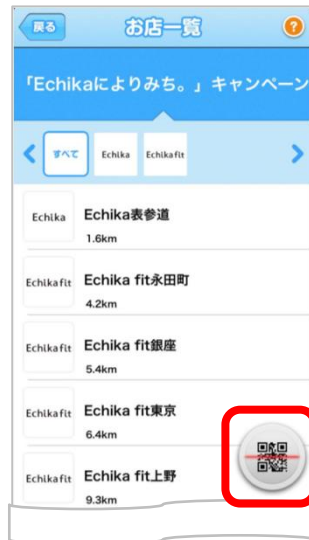 戻る
お店一覧
?
「Echikaによりみち。」キャンペーン
すべて
Echika
Echika fit
Echika
Echika表参道
1.6km
Echika fit
Echika fit永田町
4.2km
Echika fit
Echika fit銀座
5.4km
Echika fit
Echika fit東京
6.4km
Echika fit
Echika fit上野
9.3km